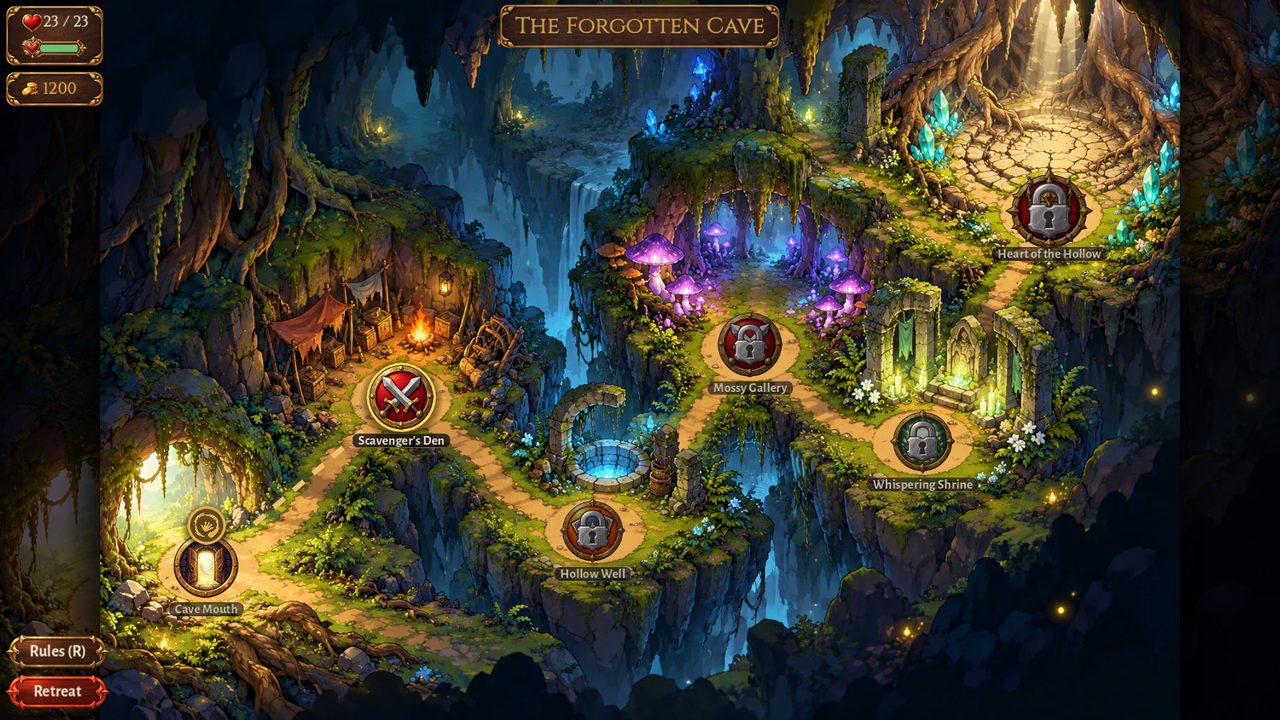 23 / 23
THE FORGOTTEN CAVE
1200
Heart of the Hollow
Mossy Gallery
Scavenger's Den
Whispering Shrine
Hollow Well
Cave Mouth
Rules (R)
Retreat